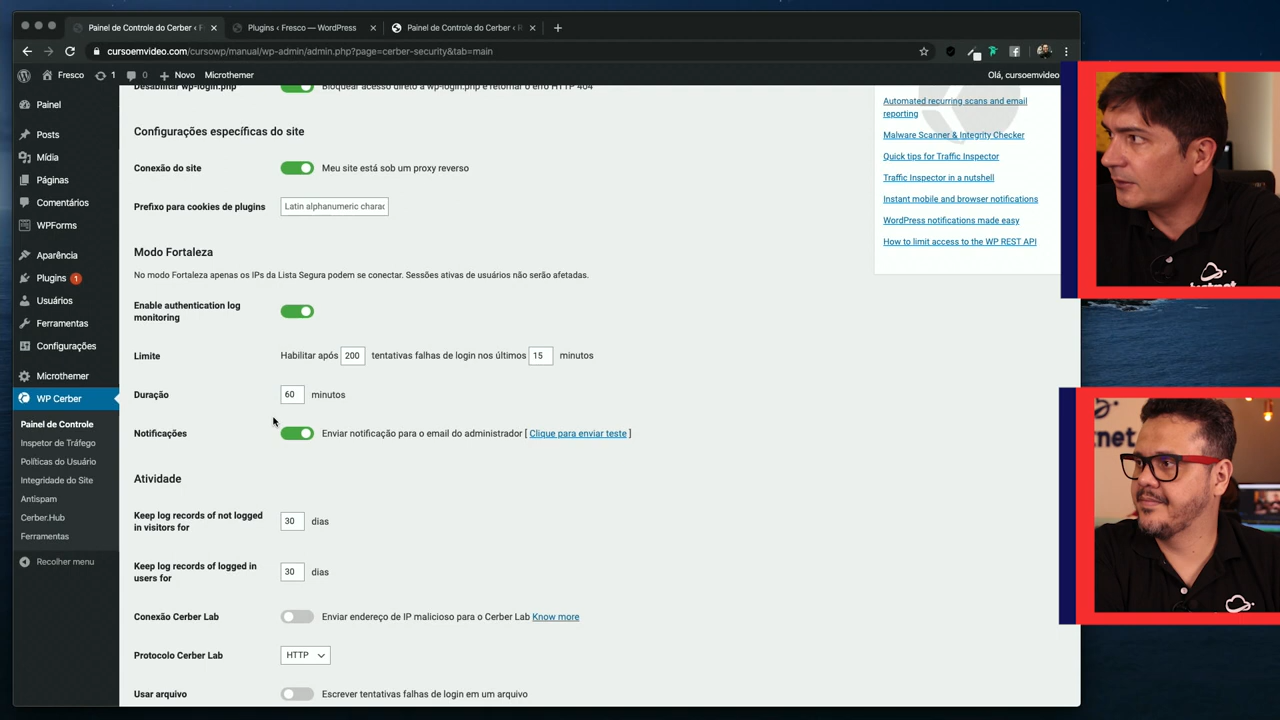 Painel de Controle do Cerber ‹ F
Plugins ‹ Fresco — WordPress
Painel de Controle do Cerber ‹ R
cursoemvideo.com/cursowp/manual/wp-admin/admin.php?page=cerber-security&tab=main
Fresco
1
0
Novo
Microthemer
Olá, cursoemvideo
Painel
Posts
Mídia
Páginas
Comentários
WPForms
Aparência
Plugins 1
Usuários
Ferramentas
Configurações
Microthemer
WP Cerber
Painel de Controle
Inspetor de Tráfego
Políticas do Usuário
Integridade do Site
Antispam
Cerber.Hub
Ferramentas
Recolher menu
Desabilitar wp-login.php
Bloquear acesso direto a wp-login.php e retornar o erro HTTP 404
Configurações específicas do site
Conexão do site
Meu site está sob um proxy reverso
Prefixo para cookies de plugins
Latin alphanumeric charac
Modo Fortaleza
No modo Fortaleza apenas os IPs da Lista Segura podem se conectar. Sessões ativas de usuários não serão afetadas.
Enable authentication log
monitoring
Limite
Habilitar após 200 tentativas falhas de login nos últimos 15 minutos
Duração
60 minutos
Notificações
Enviar notificação para o email do administrador [ Clique para enviar teste ]
Atividade
Keep log records of not logged
in visitors for
30 dias
Keep log records of logged in
users for
30 dias
Conexão Cerber Lab
Enviar endereço de IP malicioso para o Cerber Lab Know more
Protocolo Cerber Lab
HTTP
Usar arquivo
Escrever tentativas falhas de login em um arquivo
Automated recurring scans and email
reporting
Malware Scanner & Integrity Checker
Quick tips for Traffic Inspector
Traffic Inspector in a nutshell
Instant mobile and browser notifications
WordPress notifications made easy
How to limit access to the WP REST API